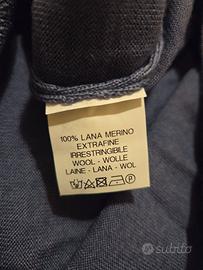 100% LANA MERINO
EXTRAFINE
IRRESTRINGIBILE
WOOL - WOLLE
LAINE - LANA - WOL
P
subito